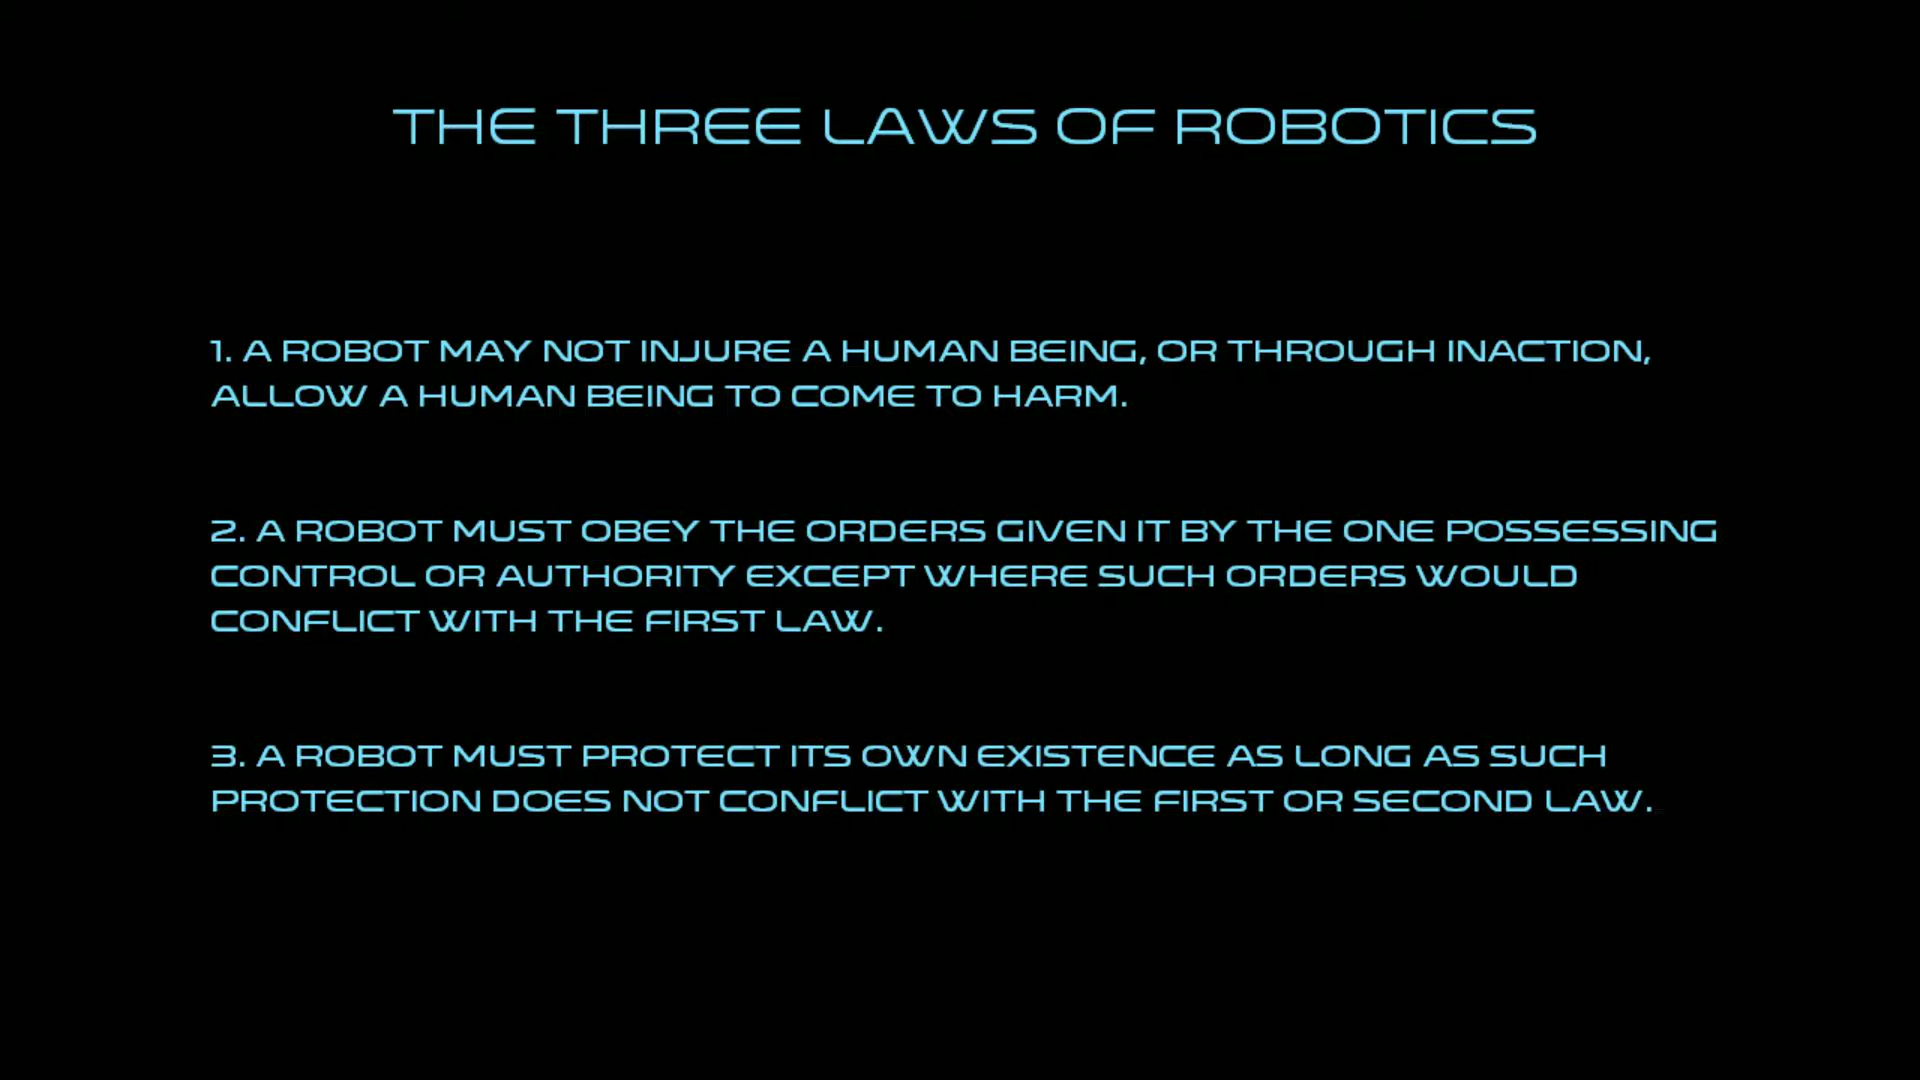 THE THREE LAWS OF ROBOTICS
1. A ROBOT MAY NOT INJURE A HUMAN BEING, OR THROUGH INACTION,
ALLOW A HUMAN BEING TO COME TO HARM.
2. A ROBOT MUST OBEY THE ORDERS GIVEN IT BY THE ONE POSSESSING
CONTROL OR AUTHORITY EXCEPT WHERE SUCH ORDERS WOULD
CONFLICT WITH THE FIRST LAW.
3. A ROBOT MUST PROTECT ITS OWN EXISTENCE AS LONG AS SUCH
PROTECTION DOES NOT CONFLICT WITH THE FIRST OR SECOND LAW.